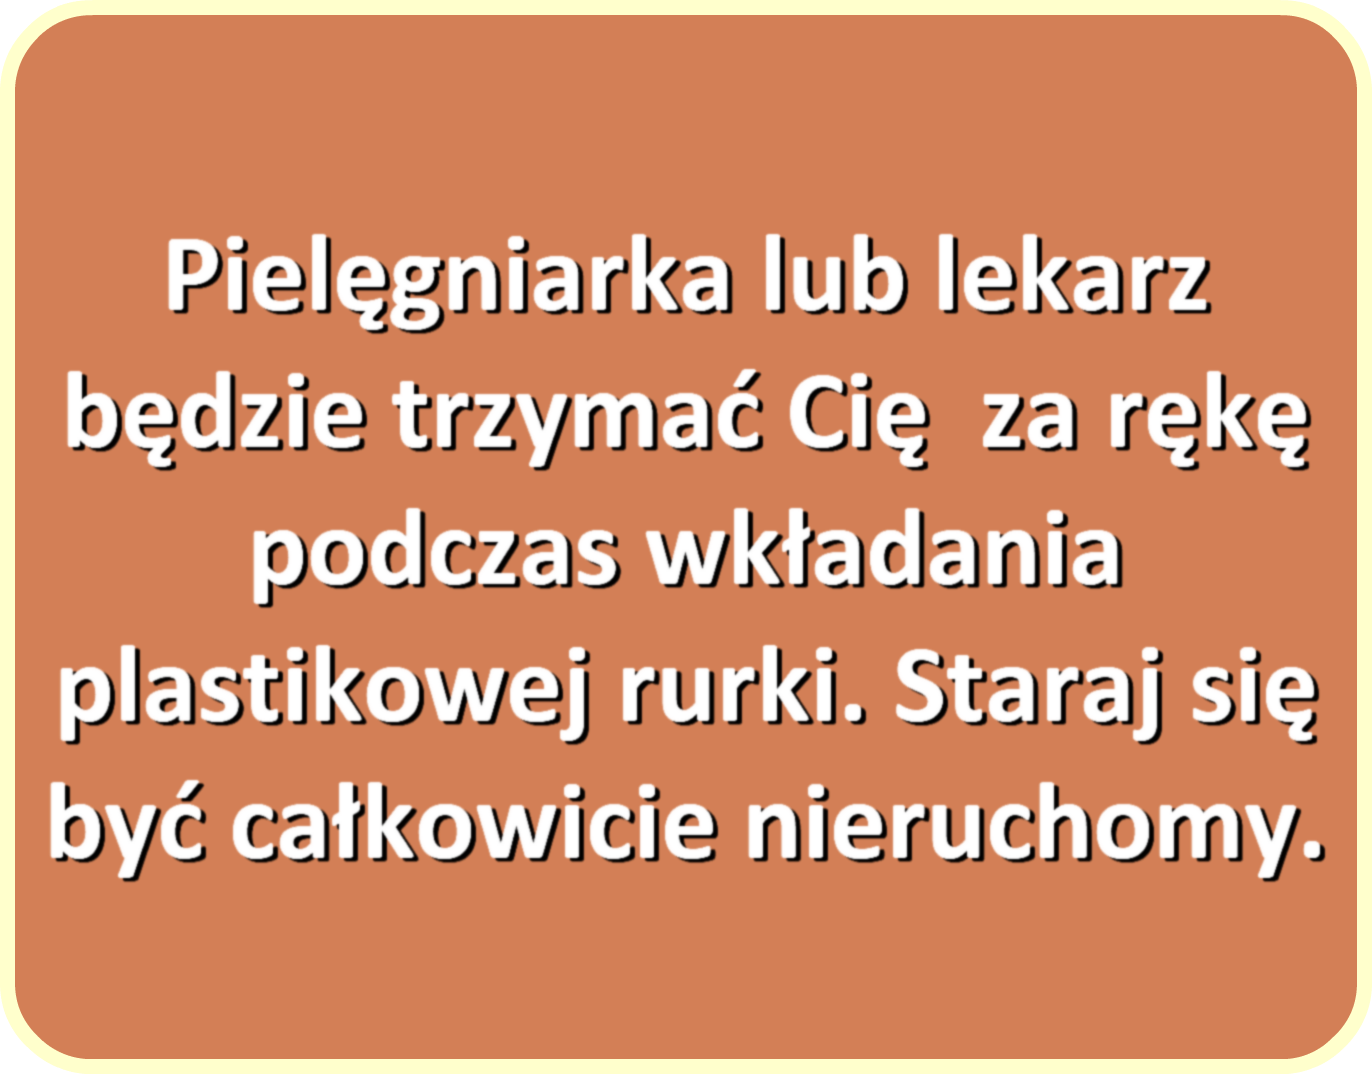 Pielęgniarka lub lekarz
będzie trzymać Cię  za rękę
podczas wkładania
plastikowej rurki. Staraj się
być całkowicie nieruchomy.